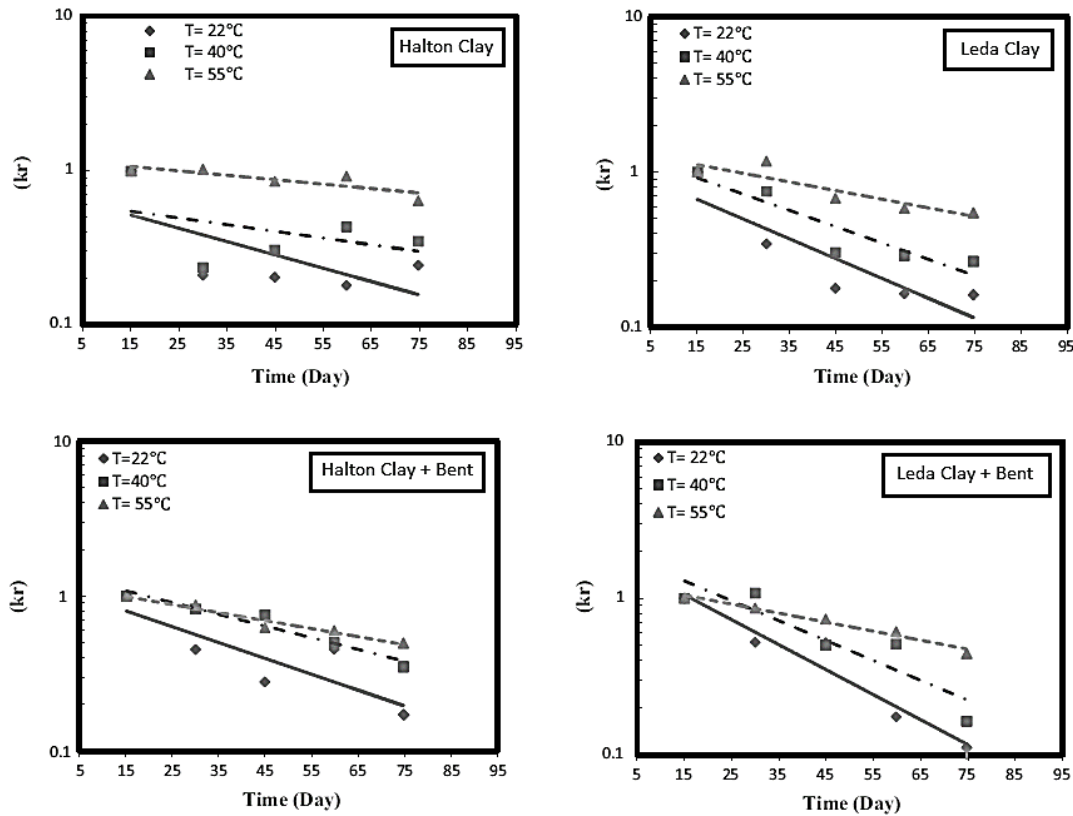 10
1
0.1
(kr)
T= 22°C
T= 40°C
T= 55°C
Halton Clay
5 15 25 35 45 55 65 75 85 95
Time (Day)
10
1
0.1
(kr)
T= 22°C
T= 40°C
T= 55°C
Leda Clay
5 15 25 35 45 55 65 75 85 95
Time (Day)
10
1
0.1
(kr)
T=22°C
T=40°C
T= 55°C
Halton Clay + Bent
5 15 25 35 45 55 65 75 85 95
Time (Day)
10
1
0.1
(kr)
T= 22°C
T= 40°C
T= 55°C
Leda Clay + Bent
5 15 25 35 45 55 65 75 85 95
Time (Day)